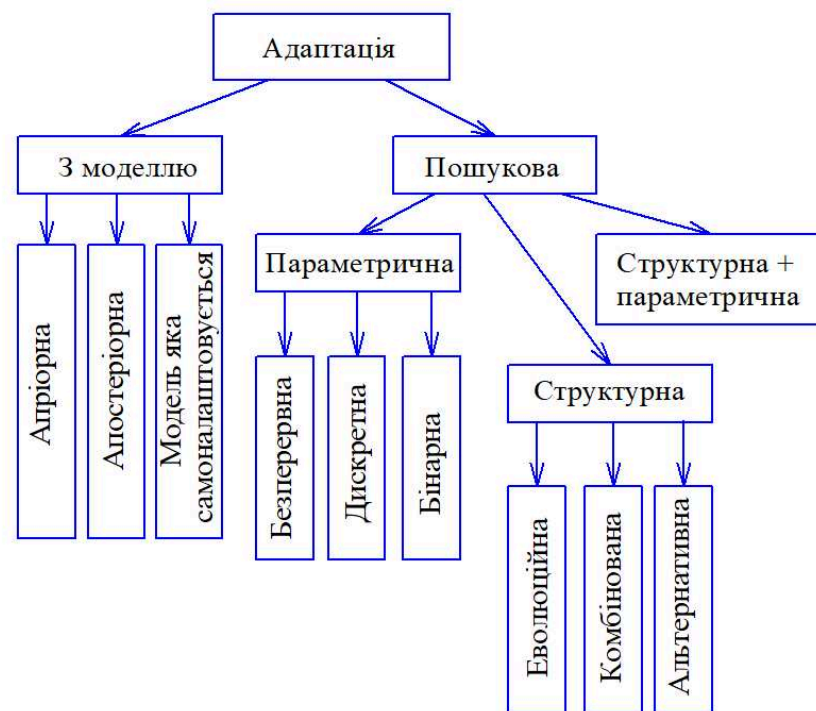 Адаптація
З моделлю
Пошукова
Параметрична
Структурна +
параметрична
Апріорна
Апостеріорна
Модель яка
самоналаштовується
Безперервна
Дискретна
Бінарна
Структурна
Еволюційна
Комбінована
Альтернативна